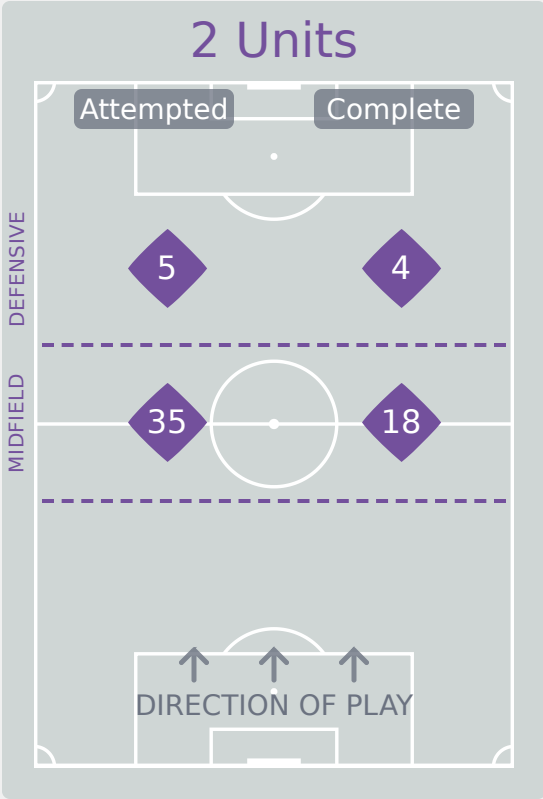 2 Units
Attempted
Complete
DEFENSIVE
5
4
MIDFIELD
35
18
DIRECTION OF PLAY